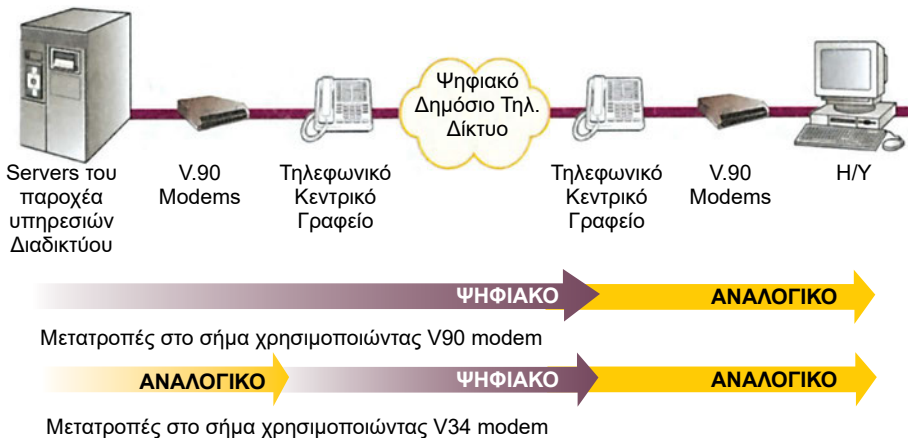 Ψηφιακό
Δημόσιο Τηλ.
Δίκτυο
Servers του
παροχέα
υπηρεσιών
Διαδικτύου
V.90
Modems
Τηλεφωνικό
Κεντρικό
Γραφείο
Τηλεφωνικό
Κεντρικό
Γραφείο
V.90
Modems
Η/Υ
ΨΗΦΙΑΚΟ
ΑΝΑΛΟΓΙΚΟ
Μετατροπές στο σήμα χρησιμοποιώντας V90 modem
ΑΝΑΛΟΓΙΚΟ
ΨΗΦΙΑΚΟ
ΑΝΑΛΟΓΙΚΟ
Μετατροπές στο σήμα χρησιμοποιώντας V34 modem